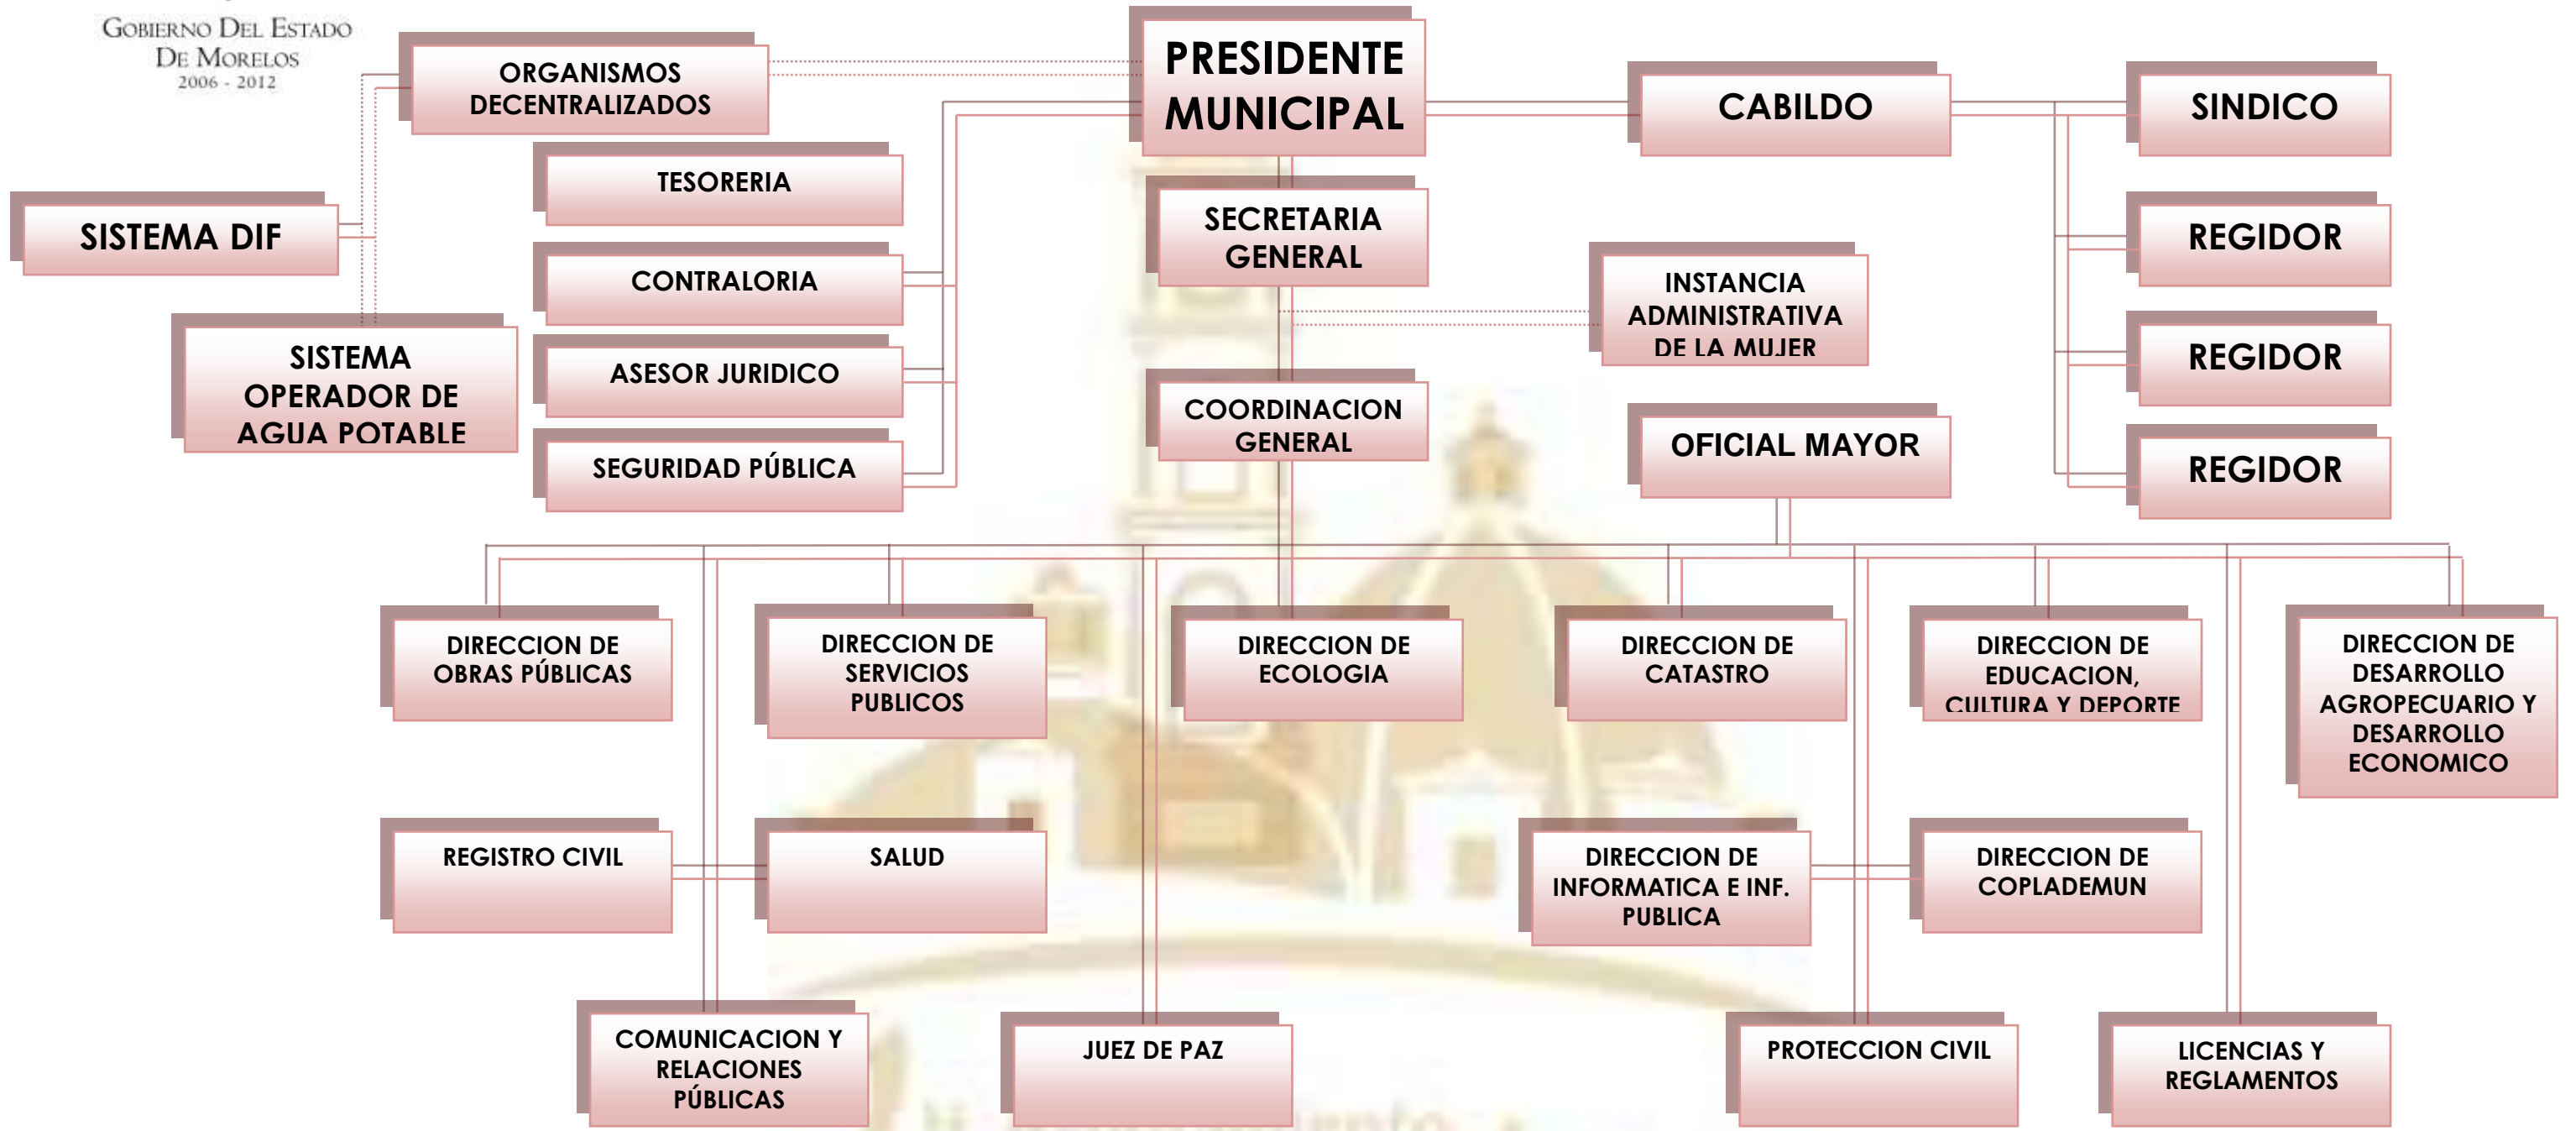 GOBIERNO DEL ESTADO
DE MORELOS
2006 - 2012
ORGANISMOS
DECENTRALIZADOS
PRESIDENTE
MUNICIPAL
CABILDO
SINDICO
TESORERIA
SISTEMA DIF
SECRETARIA
GENERAL
REGIDOR
CONTRALORIA
INSTANCIA
ADMINISTRATIVA
DE LA MUJER
SISTEMA
OPERADOR DE
AGUA POTABLE
ASESOR JURIDICO
REGIDOR
COORDINACION
GENERAL
OFICIAL MAYOR
SEGURIDAD PÚBLICA
REGIDOR
DIRECCION DE
OBRAS PÚBLICAS
DIRECCION DE
SERVICIOS
PUBLICOS
DIRECCION DE
ECOLOGIA
DIRECCION DE
CATASTRO
DIRECCION DE
EDUCACION,
CULTURA Y DEPORTE
DIRECCION DE
DESARROLLO
AGROPECUARIO Y
DESARROLLO
ECONOMICO
REGISTRO CIVIL
SALUD
DIRECCION DE
INFORMATICA E INF.
PUBLICA
DIRECCION DE
COPLADEMUN
COMUNICACION Y
RELACIONES
PÚBLICAS
JUEZ DE PAZ
PROTECCION CIVIL
LICENCIAS Y
REGLAMENTOS